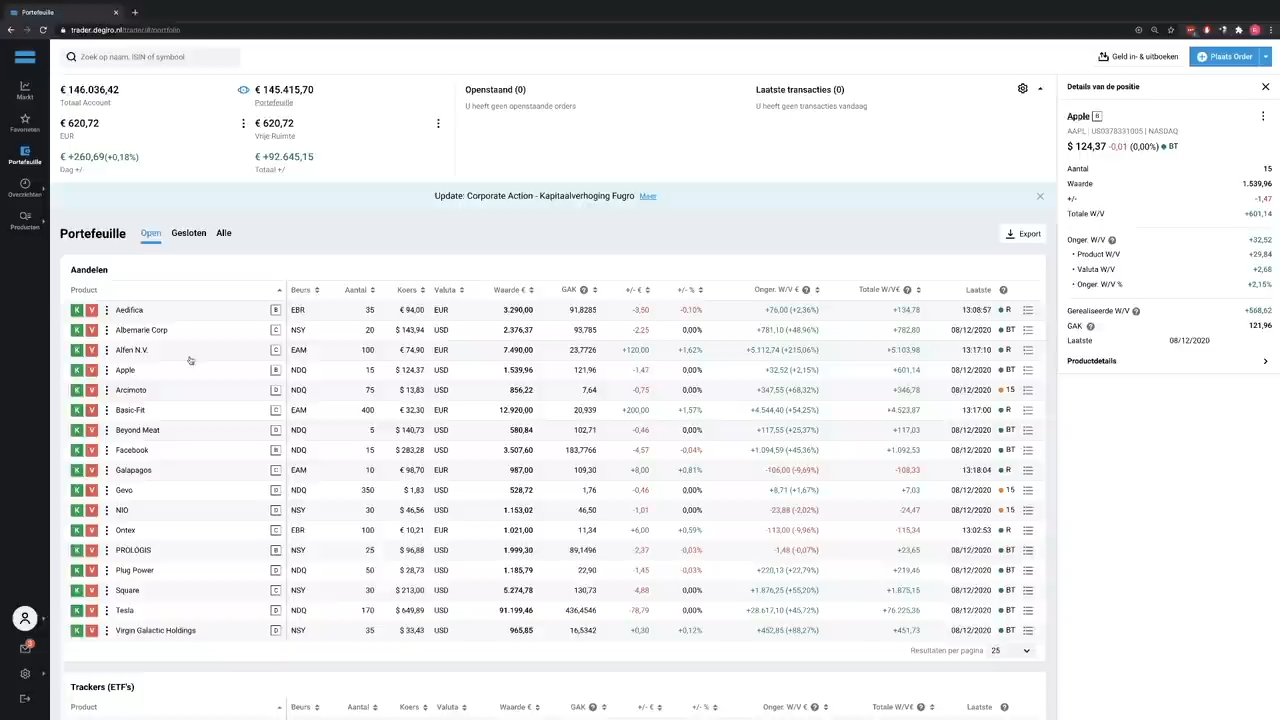 Portefeuille
trader.degiro.nl/trader/#/portfolio
Zoek op naam, ISIN of symbool
Geld in- & uitboeken
Plaats Order
Markt
Favorieten
Portefeuille
Overzichten
Producten
3
€ 146.036,42
Totaal Account
€ 145.415,70
Portefeuille
€ 620,72
EUR
€ 620,72
Vrije Ruimte
€ +260,69(+0,18%)
Dag +/-
€ +92.645,15
Totaal +/-
Openstaand (0)
U heeft geen openstaande orders
Laatste transacties (0)
U heeft geen transacties vandaag
Update: Corporate Action - Kapitaalverhoging Fugro Meer
Portefeuille Open Gesloten Alle
Export
Aandelen
Product Beurs Aantal Koers Valuta Waarde € GAK +/- € +/- % Onger. W/V € Totale W/V€ Laatste
K V Aedifica B EBR 35 € 94,00 EUR 3.290,00 91,8285 -3,50 -0,10% +76,00 (+2,36%) +134,78 13:08:57 R
K V Albemarle Corp C NSY 20 $ 143,94 USD 2.376,37 93,785 -2,25 0,00% +781,10 (+48,96%) +782,80 08/12/2020 BT
K V Alfen N.V. C EAM 100 € 74,90 EUR 7.490,00 23,7726 +120,00 +1,62% +5.112,74 (+215,06%) +5.103,98 13:17:10 R
K V Apple B NDQ 15 $ 124,37 USD 1.539,96 121,96 -1,47 0,00% +32,52 (+2,15%) +601,14 08/12/2020 BT
K V Arcimoto D NDQ 75 $ 13,83 USD 856,22 7,64 -0,75 0,00% +347,55 (+68,32%) +346,78 08/12/2020 15
K V Basic-Fit C EAM 400 € 32,30 EUR 12.920,00 20,939 +200,00 +1,57% +4.544,40 (+54,25%) +4.523,87 13:17:00 R
K V Beyond Meat D NDQ 5 $ 140,73 USD 580,84 102,71 -0,46 0,00% +117,55 (+25,37%) +117,03 08/12/2020 BT
K V Facebook B NDQ 15 $ 283,28 USD 3.507,60 183,7766 -4,57 -0,04% +1.094,59 (+45,36%) +1.092,53 08/12/2020 BT
K V Galapagos C EAM 10 € 98,70 EUR 987,00 109,30 +8,00 +0,81% -106,00 (-9,69%) -108,33 13:18:04 R
K V Gevo D NDQ 350 $ 1,83 USD 528,72 1,76 -0,46 0,00% +8,71 (+1,67%) +7,03 08/12/2020 15
K V NIO D NSY 30 $ 46,56 USD 1.153,02 46,50 -1,01 0,00% -23,88 (-2,02%) -24,47 08/12/2020 15
K V Ontex C EBR 100 € 10,21 EUR 1.021,00 11,34 +6,00 +0,59% -113,00 (-9,96%) -115,34 13:02:53 R
K V PROLOGIS B NSY 25 $ 96,88 USD 1.999,30 89,1496 -2,37 -0,03% -1,48 (-0,07%) +23,65 08/12/2020 BT
K V Plug Power D NDQ 50 $ 28,73 USD 1.185,79 22,90 -1,45 -0,03% +220,13 (+22,79%) +219,46 08/12/2020 BT
K V Square C NSY 30 $ 213,00 USD 5.274,78 130,73 -4,88 0,00% +1.876,25 (+55,20%) +1.875,15 08/12/2020 BT
K V Tesla D NDQ 170 $ 649,89 USD 91.199,46 436,4546 -78,79 0,00% +28.617,10 (+45,72%) +76.225,36 08/12/2020 BT
K V Virgin Galactic Holdings D NSY 35 $ 33,43 USD 965,85 16,5342 +0,30 +0,12% +452,85 (+88,27%) +451,73 08/12/2020 BT
Resultaten per pagina 25
Trackers (ETF's)
Product Beurs Aantal Koers Valuta Waarde € GAK +/- € +/- % Onger. W/V € Totale W/V€ Laatste
Details van de positie
Apple B
AAPL | US0378331005 | NASDAQ
$ 124,37 -0,01 (0,00%) BT
Aantal 15
Waarde 1.539,96
+/- -1,47
Totale W/V +601,14
Onger. W/V +32,52
• Product W/V +29,84
• Valuta W/V +2,68
• Onger. W/V % +2,15%
Gerealiseerde W/V +568,62
GAK 121,96
Laatste 08/12/2020
Productdetails